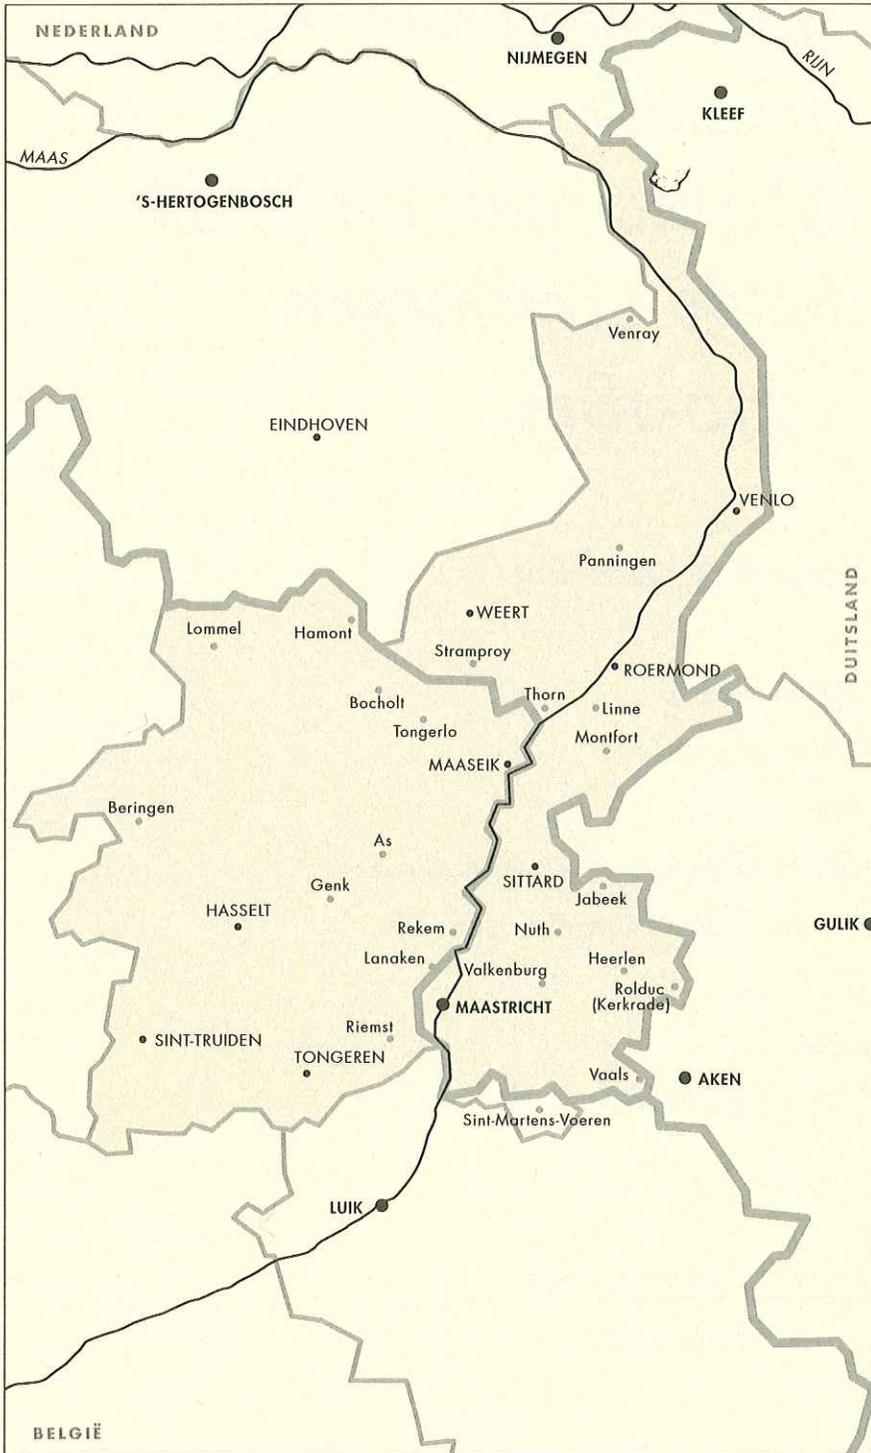 NEDERLAND
NIJMEGEN
RIJN
KLEEF
MAAS
'S-HERTOGENBOSCH
Venray
EINDHOVEN
VENLO
Panningen
DUITSLAND
WEERT
Lommel
Hamont
Stramproy
ROERMOND
Bocholt
Thorn
Linne
Tongerlo
Montfort
MAASEIK
Beringen
As
SITTARD
Genk
Jabeek
HASSELT
GULIK
Rekem
Nuth
Lanaken
Valkenburg
Heerlen
Rolduc
(Kerkrade)
MAASTRICHT
Riemst
SINT-TRUIDEN
TONGEREN
Vaals
AKEN
Sint-Martens-Voeren
LUIK
BELGIË